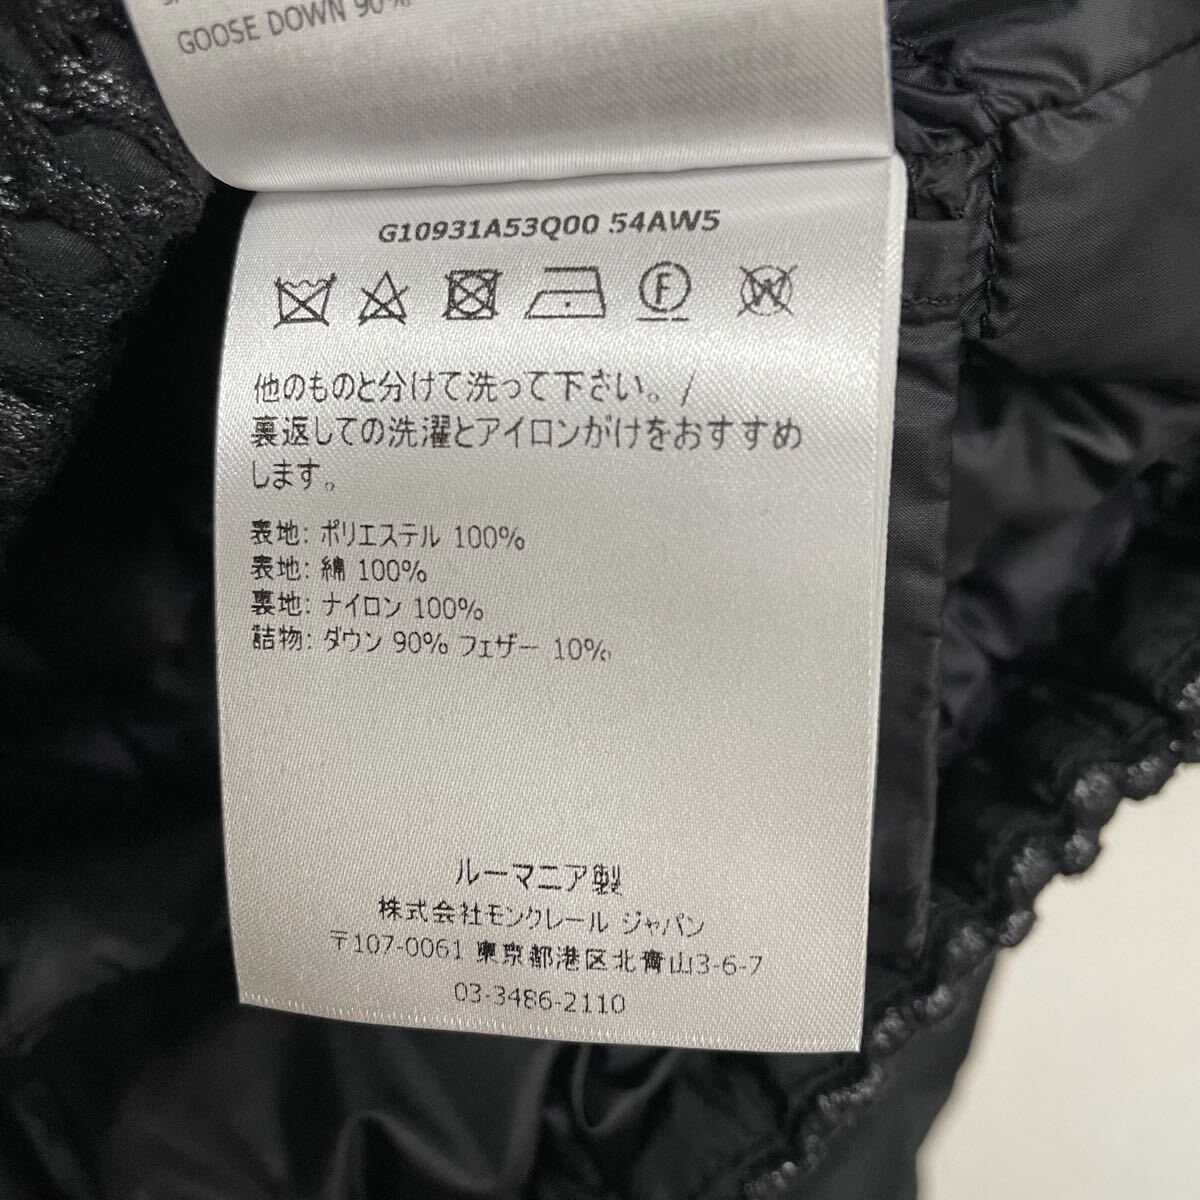 GOOSE DOWN 90%
G10931A53Q00 54AW5
F
W
他のものと分けて洗って下さい。/
裏返しての洗濯とアイロンがけをおすすめ
します。
表地: ポリエステル 100%
表地: 綿 100%
裏地: ナイロン 100%
詰物: ダウン 90% フェザー 10%
ルーマニア製
株式会社モンクレール ジャパン
〒107-0061 東京都港区北青山3-6-7
03-3486-2110